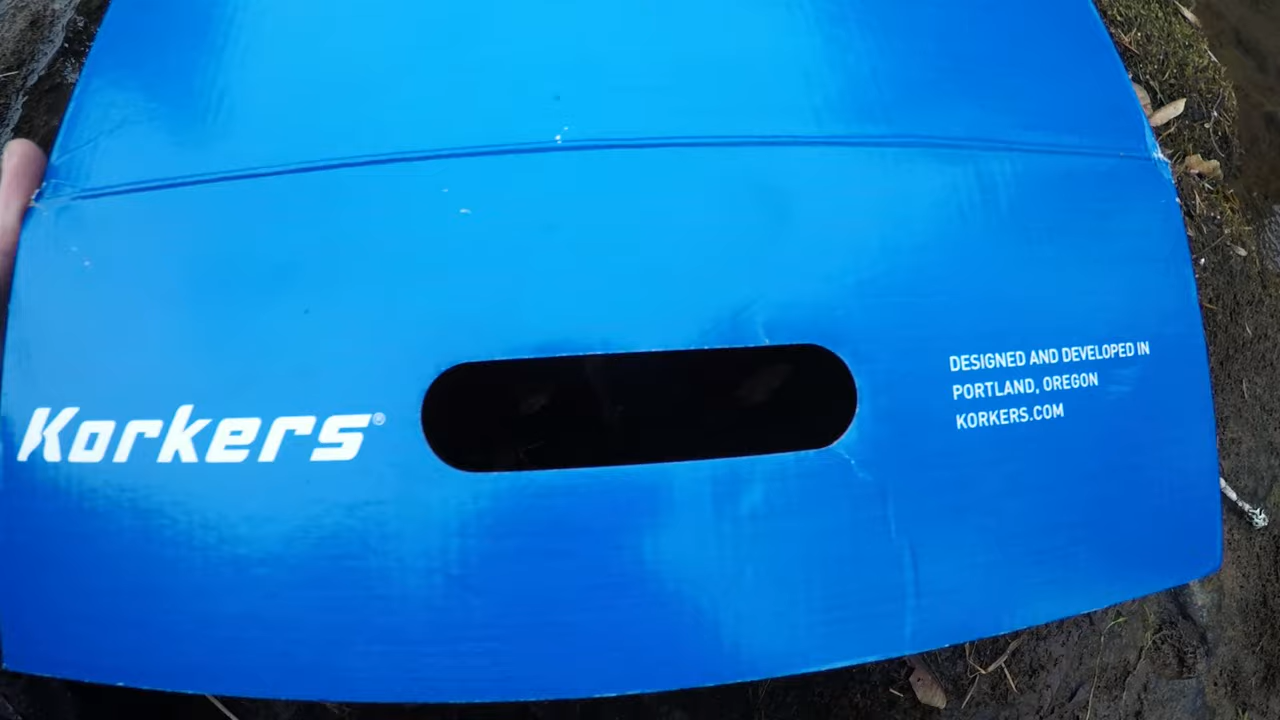 Korkers®
DESIGNED AND DEVELOPED IN
PORTLAND, OREGON
KORKERS.COM